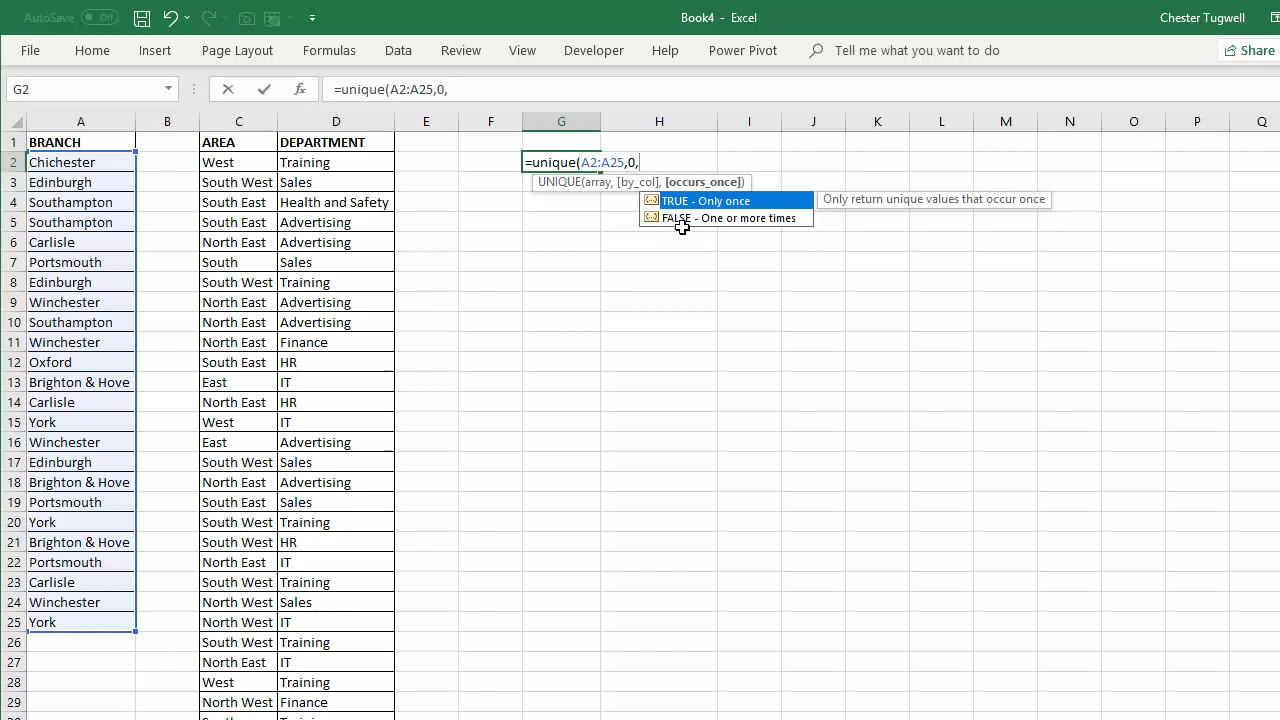 AutoSave Off Book4 - Excel Chester Tugwell
File Home Insert Page Layout Formulas Data Review View Developer Help Power Pivot Tell me what you want to do Share
G2 fx =unique(A2:A25,0,
A B C D E F G H I J K L M N O P Q
1 BRANCH AREA DEPARTMENT
2 Chichester West Training =unique(A2:A25,0,
3 Edinburgh South West Sales UNIQUE(array, [by_col], [occurs_once])
4 Southampton South East Health and Safety TRUE - Only once Only return unique values that occur once
5 Southampton South East Advertising FALSE - One or more times
6 Carlisle North East Advertising
7 Portsmouth South Sales
8 Edinburgh South West Training
9 Winchester North East Advertising
10 Southampton North East Advertising
11 Winchester North East Finance
12 Oxford South East HR
13 Brighton & Hove East IT
14 Carlisle North East HR
15 York West IT
16 Winchester East Advertising
17 Edinburgh South West Sales
18 Brighton & Hove North East Advertising
19 Portsmouth South East Sales
20 York South West Training
21 Brighton & Hove South West HR
22 Portsmouth North East IT
23 Carlisle South West Training
24 Winchester North West Sales
25 York North West IT
26 South West Training
27 North East IT
28 West Training
29 North West Finance